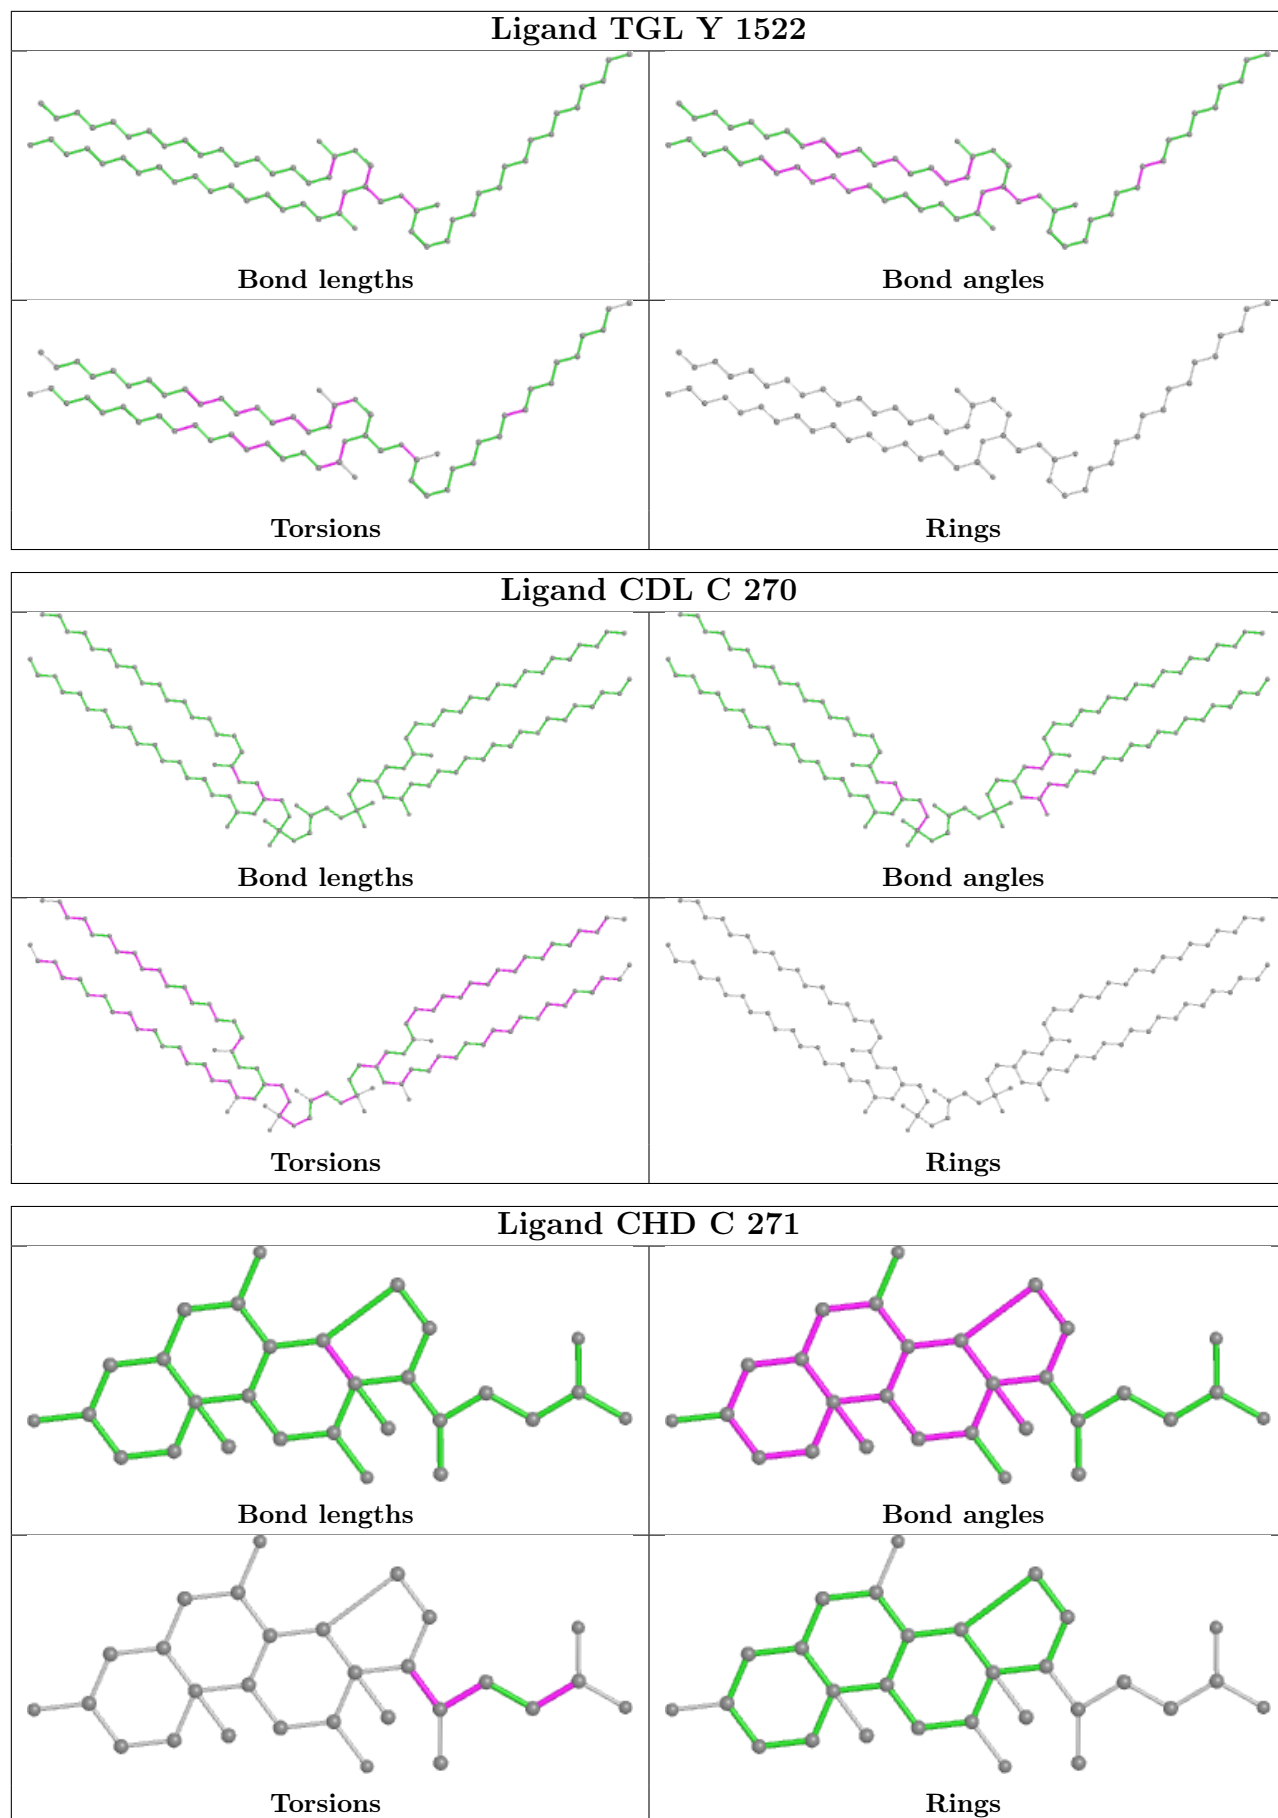 Ligand TGL Y 1522
Bond lengths
Bond angles
Torsions
Rings
Ligand CDL C 270
Bond lengths
Bond angles
Torsions
Rings
Ligand CHD C 271
Bond lengths
Bond angles
Torsions
Rings